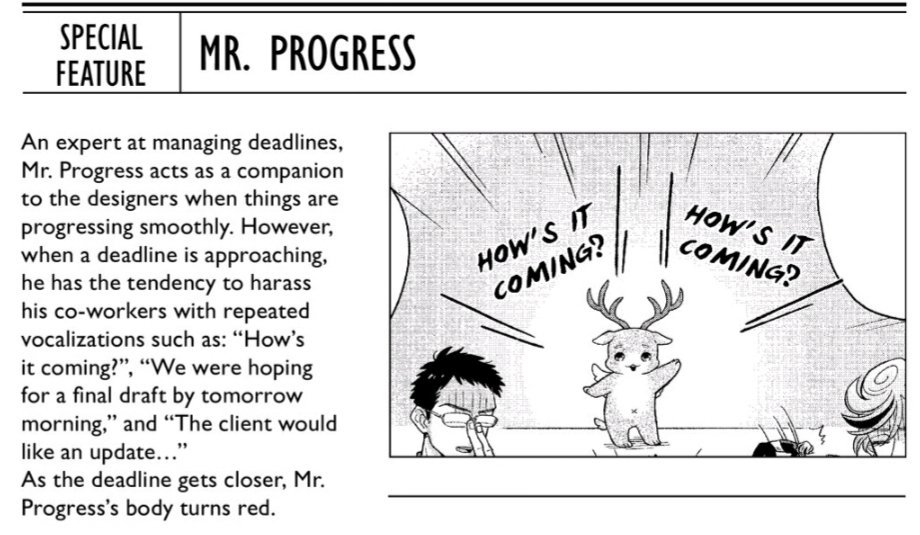 SPECIAL
FEATURE
MR. PROGRESS
An expert at managing deadlines,
Mr. Progress acts as a companion
to the designers when things are
progressing smoothly. However,
when a deadline is approaching,
he has the tendency to harass
his co-workers with repeated
vocalizations such as: “How’s
it coming?”, “We were hoping
for a final draft by tomorrow
morning,” and “The client would
like an update…”
As the deadline gets closer, Mr.
Progress’s body turns red.
HOW'S IT
COMING?
HOW'S IT
COMING?